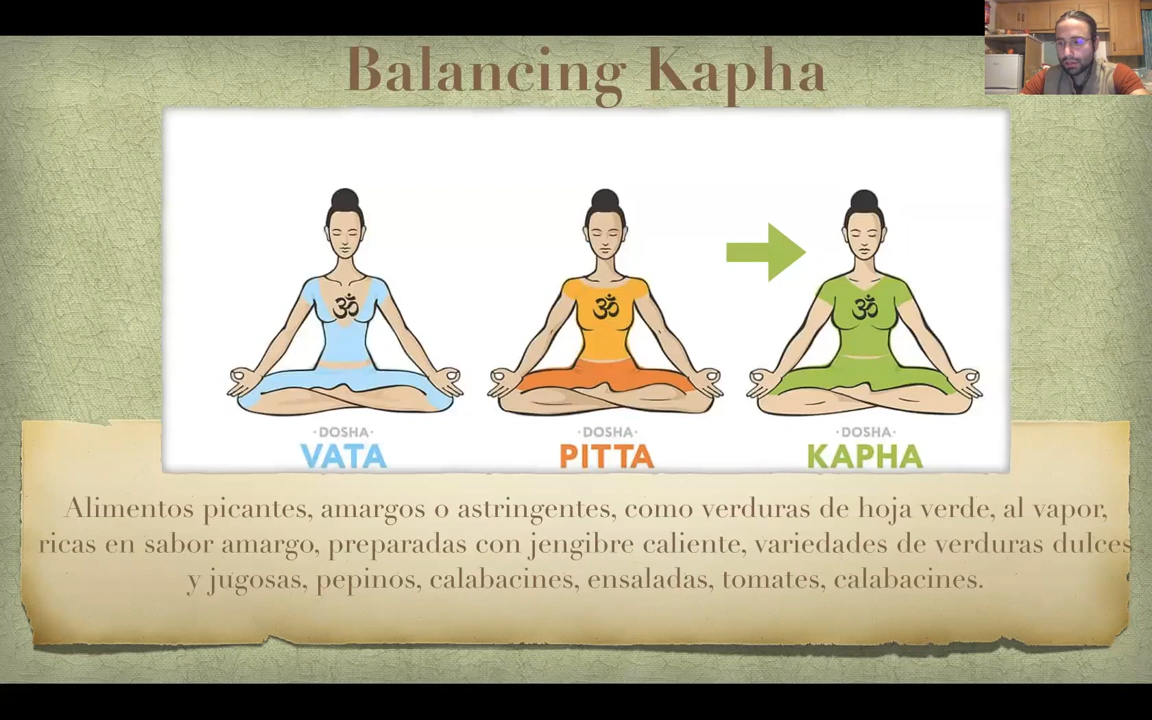 Balancing Kapha
ॐ
ॐ
ॐ
·DOSHA·
VATA
·DOSHA·
PITTA
·DOSHA·
KAPHA
Alimentos picantes, amargos o astringentes, como verduras de hoja verde, al vapor,
ricas en sabor amargo, preparadas con jengibre caliente, variedades de verduras dulces
y jugosas, pepinos, calabacines, ensaladas, tomates, calabacines.